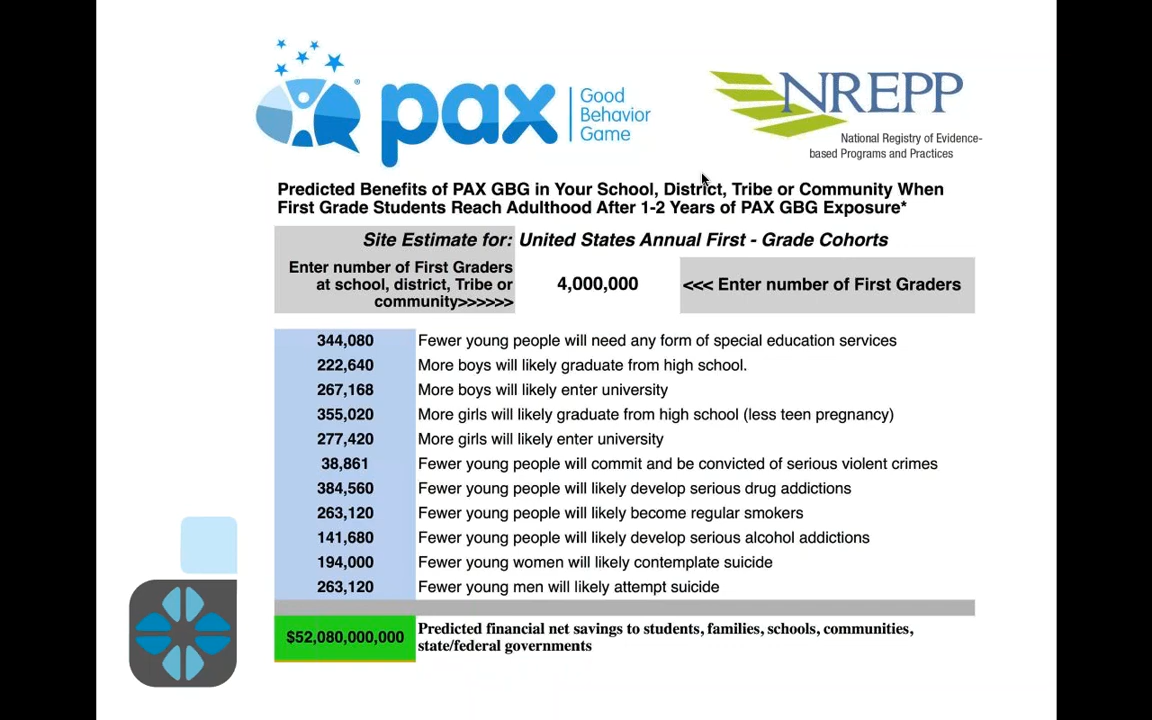 pax
Good
Behavior
Game
®
NREPP
National Registry of Evidence-
based Programs and Practices
Predicted Benefits of PAX GBG in Your School, District, Tribe or Community When
First Grade Students Reach Adulthood After 1-2 Years of PAX GBG Exposure*
Site Estimate for: United States Annual First - Grade Cohorts
Enter number of First Graders
at school, district, Tribe or
community>>>>>>
4,000,000
<<< Enter number of First Graders
344,080 Fewer young people will need any form of special education services
222,640 More boys will likely graduate from high school.
267,168 More boys will likely enter university
355,020 More girls will likely graduate from high school (less teen pregnancy)
277,420 More girls will likely enter university
38,861 Fewer young people will commit and be convicted of serious violent crimes
384,560 Fewer young people will likely develop serious drug addictions
263,120 Fewer young people will likely become regular smokers
141,680 Fewer young people will likely develop serious alcohol addictions
194,000 Fewer young women will likely contemplate suicide
263,120 Fewer young men will likely attempt suicide
$52,080,000,000 Predicted financial net savings to students, families, schools, communities,
state/federal governments